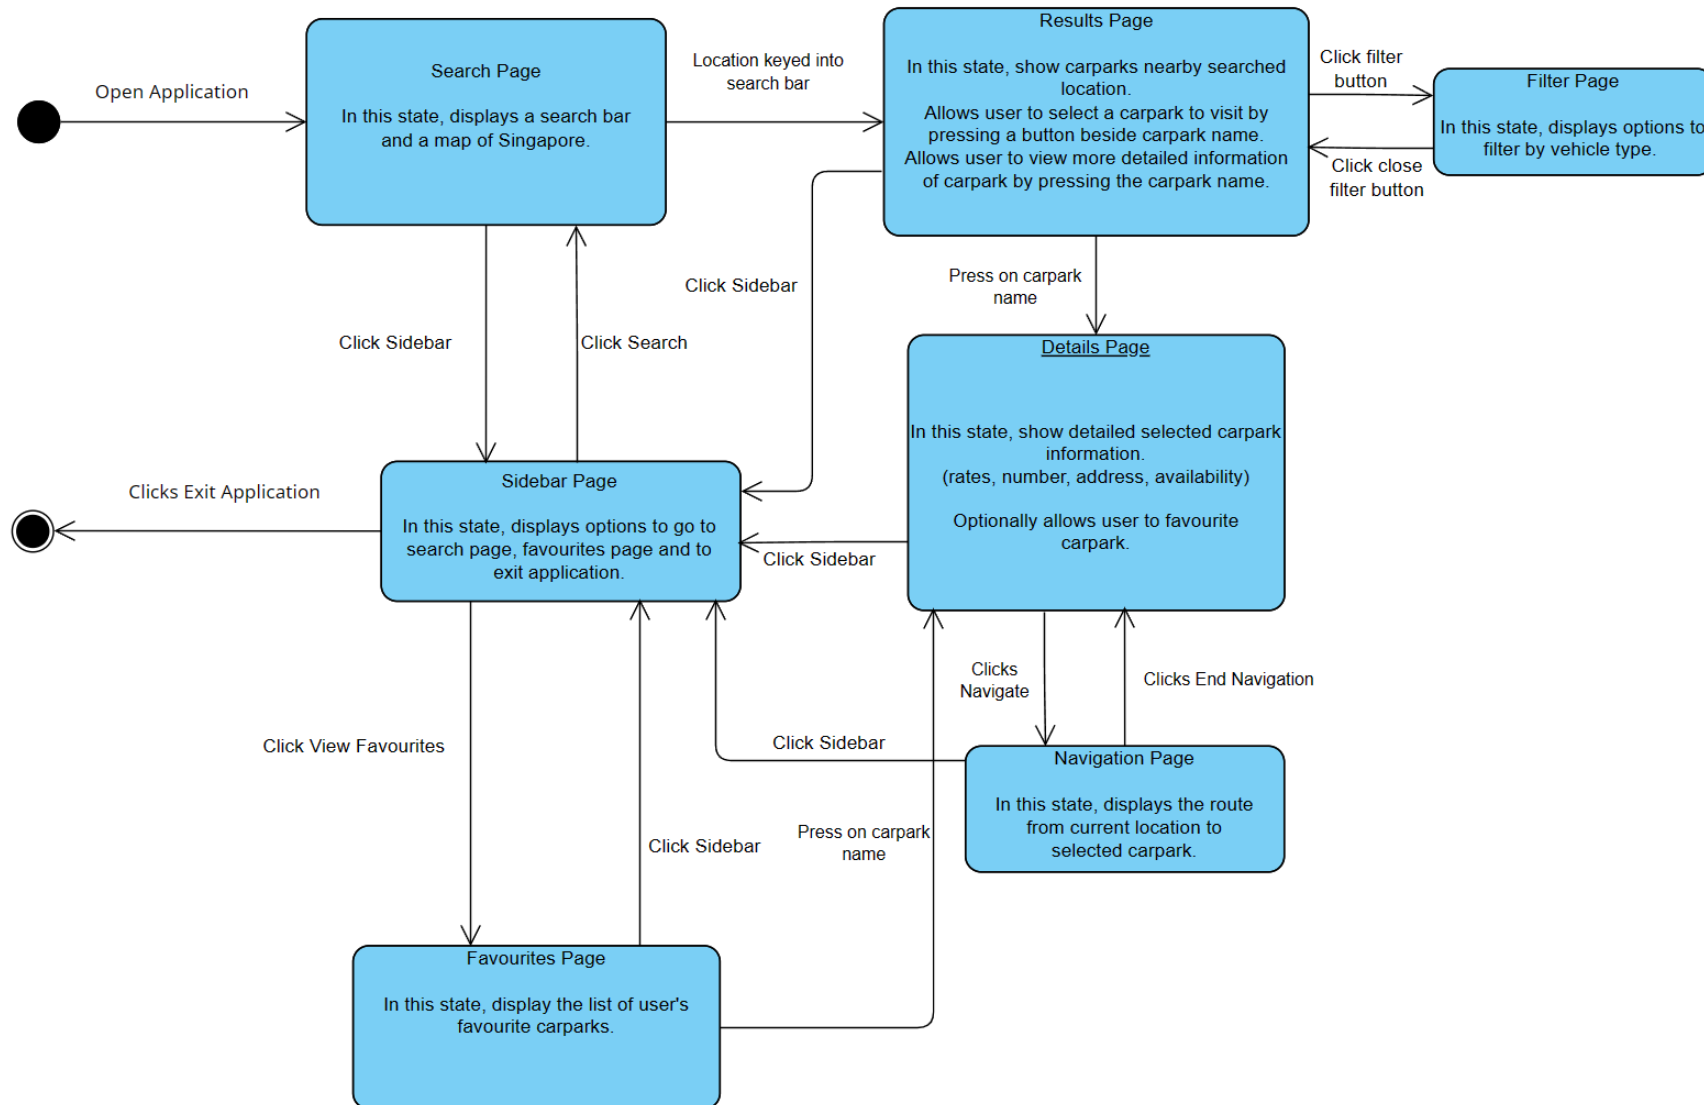 Open Application
Search Page
In this state, displays a search bar
and a map of Singapore.
Location keyed into
search bar
Results Page
In this state, show carparks nearby searched
location.
Allows user to select a carpark to visit by
pressing a button beside carpark name.
Allows user to view more detailed information
of carpark by pressing the carpark name.
Click filter
button
Filter Page
In this state, displays options to
filter by vehicle type.
Click close
filter button
Click Sidebar
Click Search
Click Sidebar
Press on carpark
name
Details Page
In this state, show detailed selected carpark
information.
(rates, number, address, availability)
Optionally allows user to favourite
carpark.
Clicks Exit Application
Sidebar Page
In this state, displays options to go to
search page, favourites page and to
exit application.
Click Sidebar
Clicks
Navigate
Clicks End Navigation
Click View Favourites
Click Sidebar
Navigation Page
In this state, displays the route
from current location to
selected carpark.
Click Sidebar
Press on carpark
name
Favourites Page
In this state, display the list of user's
favourite carparks.